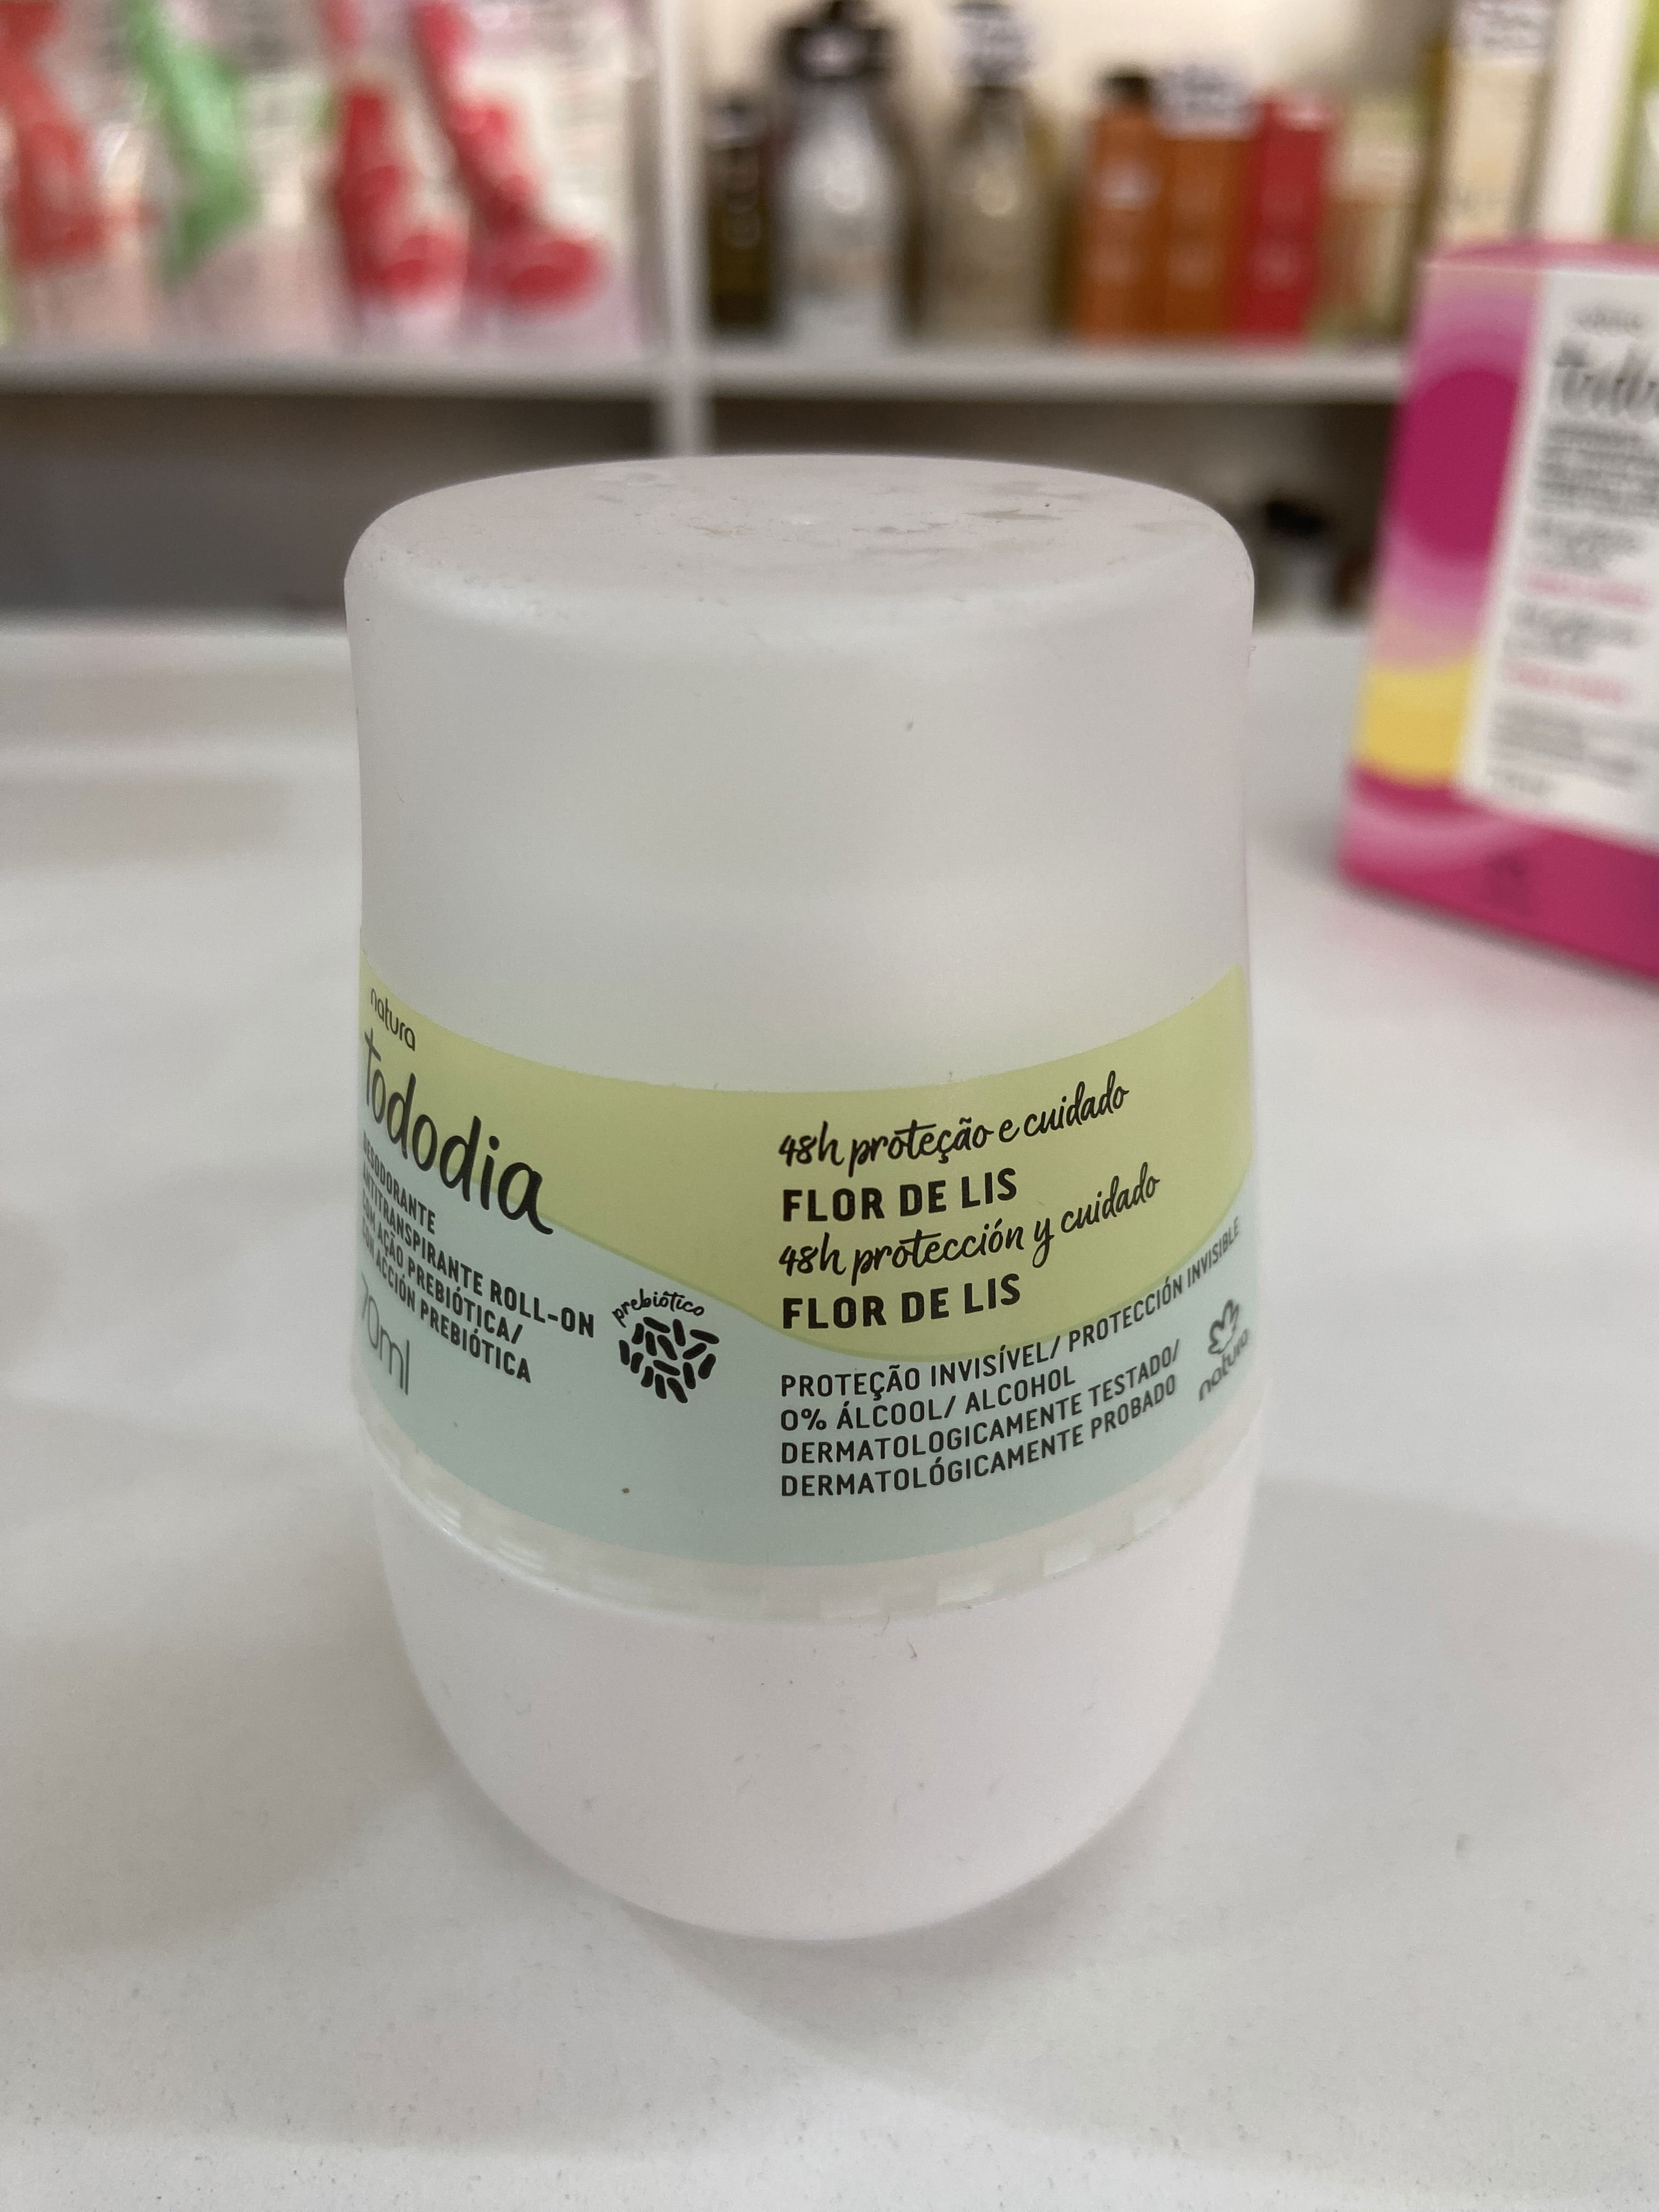 natura
tododia
DESODORANTE
ANTITRANSPIRANTE ROLL-ON
COM AÇÃO PREBIÓTICA/
CON ACCIÓN PREBIÓTICA
70ml
prebiótico
48h proteção e cuidado
FLOR DE LIS
48h protección y cuidado
FLOR DE LIS
PROTEÇÃO INVISÍVEL/ PROTECCIÓN INVISIBLE
0% ÁLCOOL/ ALCOHOL
DERMATOLOGICAMENTE TESTADO/
DERMATOLÓGICAMENTE PROBADO
natura